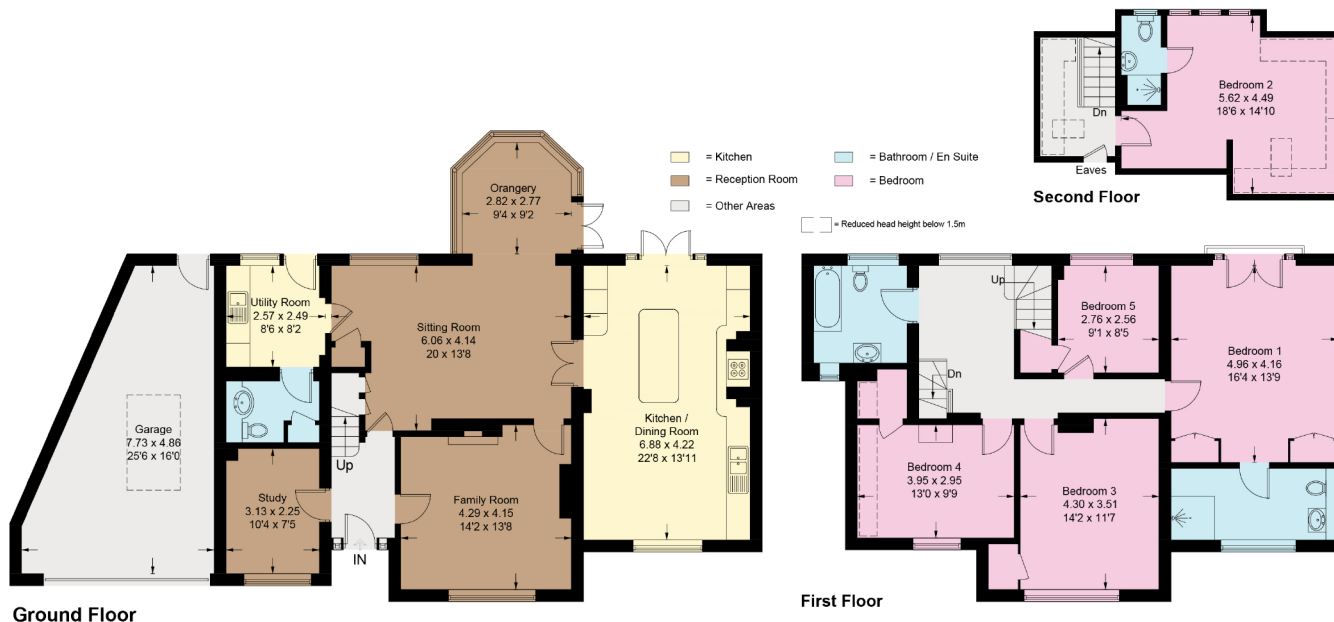 Bedroom 2
5.62 x 4.49
18'6 x 14'10
Dn
Eaves
Second Floor
= Kitchen
= Reception Room
= Other Areas
= Bathroom / En Suite
= Bedroom
= Reduced head height below 1.5m
Orangery
2.82 x 2.77
9'4 x 9'2
Utility Room
2.57 x 2.49
8'6 x 8'2
Sitting Room
6.06 x 4.14
20 x 13'8
Kitchen /
Dining Room
6.88 x 4.22
22'8 x 13'11
Garage
7.73 x 4.86
25'6 x 16'0
Up
Study
3.13 x 2.25
10'4 x 7'5
Family Room
4.29 x 4.15
14'2 x 13'8
IN
Ground Floor
Up
Bedroom 5
2.76 x 2.56
9'1 x 8'5
Bedroom 1
4.96 x 4.16
16'4 x 13'9
Dn
Bedroom 4
3.95 x 2.95
13'0 x 9'9
Bedroom 3
4.30 x 3.51
14'2 x 11'7
First Floor